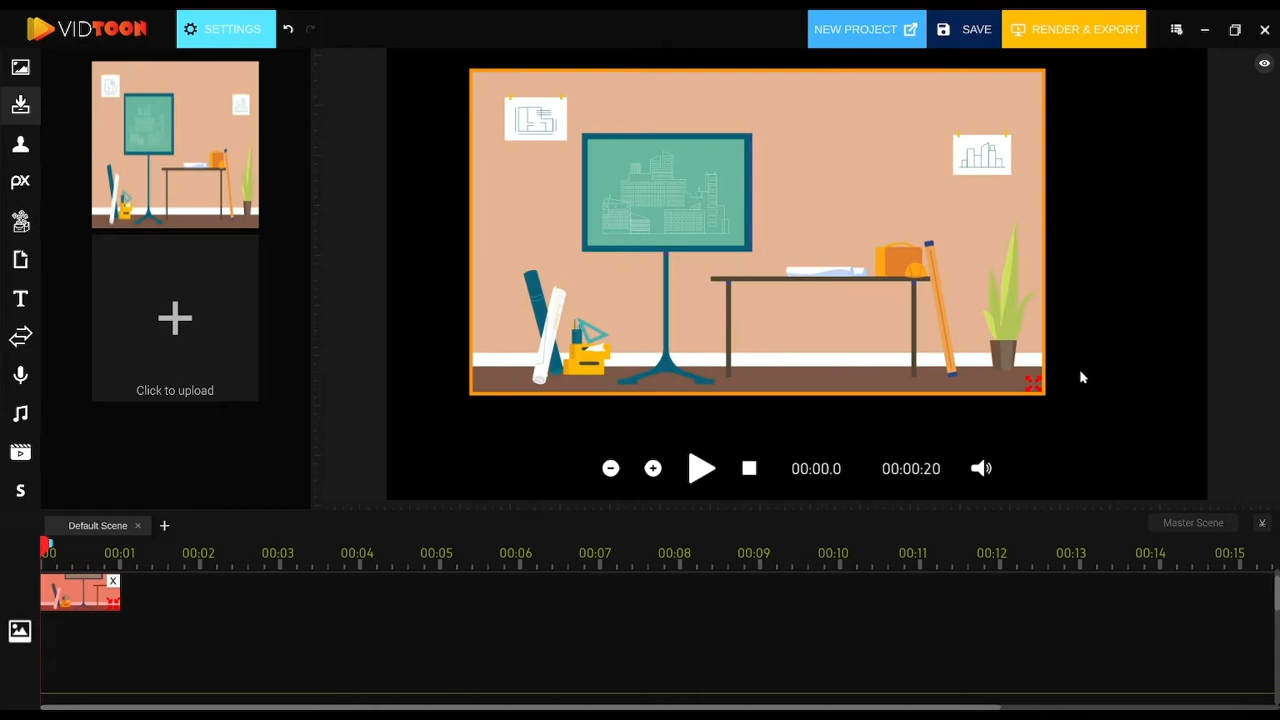 VIDTOON
SETTINGS
NEW PROJECT
SAVE
RENDER & EXPORT
px
T
S
Click to upload
00:00.0
00:00:20
Default Scene
Master Scene
00 00:01 00:02 00:03 00:04 00:05 00:06 00:07 00:08 00:09 00:10 00:11 00:12 00:13 00:14 00:15
X